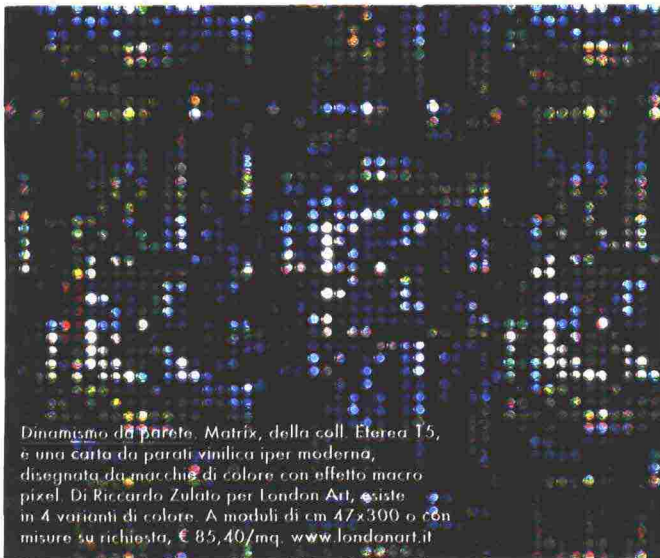 Dinamismo da parete. Matrix, della coll. Eterea 15,
è una carta da parati vinilica iper moderna,
disegnata da macchie di colore con effetto macro
pixel. Di Riccardo Zulato per London Art, esiste
in 4 varianti di colore. A moduli di cm 47x300 o con
misure su richiesta, € 85,40/mq. www.londonart.it